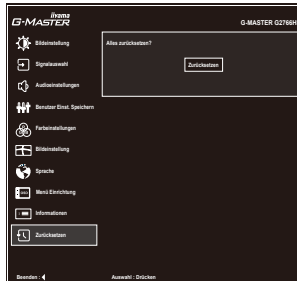 iiyama
G-MASTER
G-MASTER G2766H
Bildeinstellung
Alles zurücksetzen?
Signalauswahl
Zurücksetzen
Audioeinstellungen
Benutzer Einst. Speichern
Farbeinstellungen
Bildeinstellung
Sprache
Menü Einrichtung
Informationen
Zurücksetzen
Beenden : Auswahl : Drücken